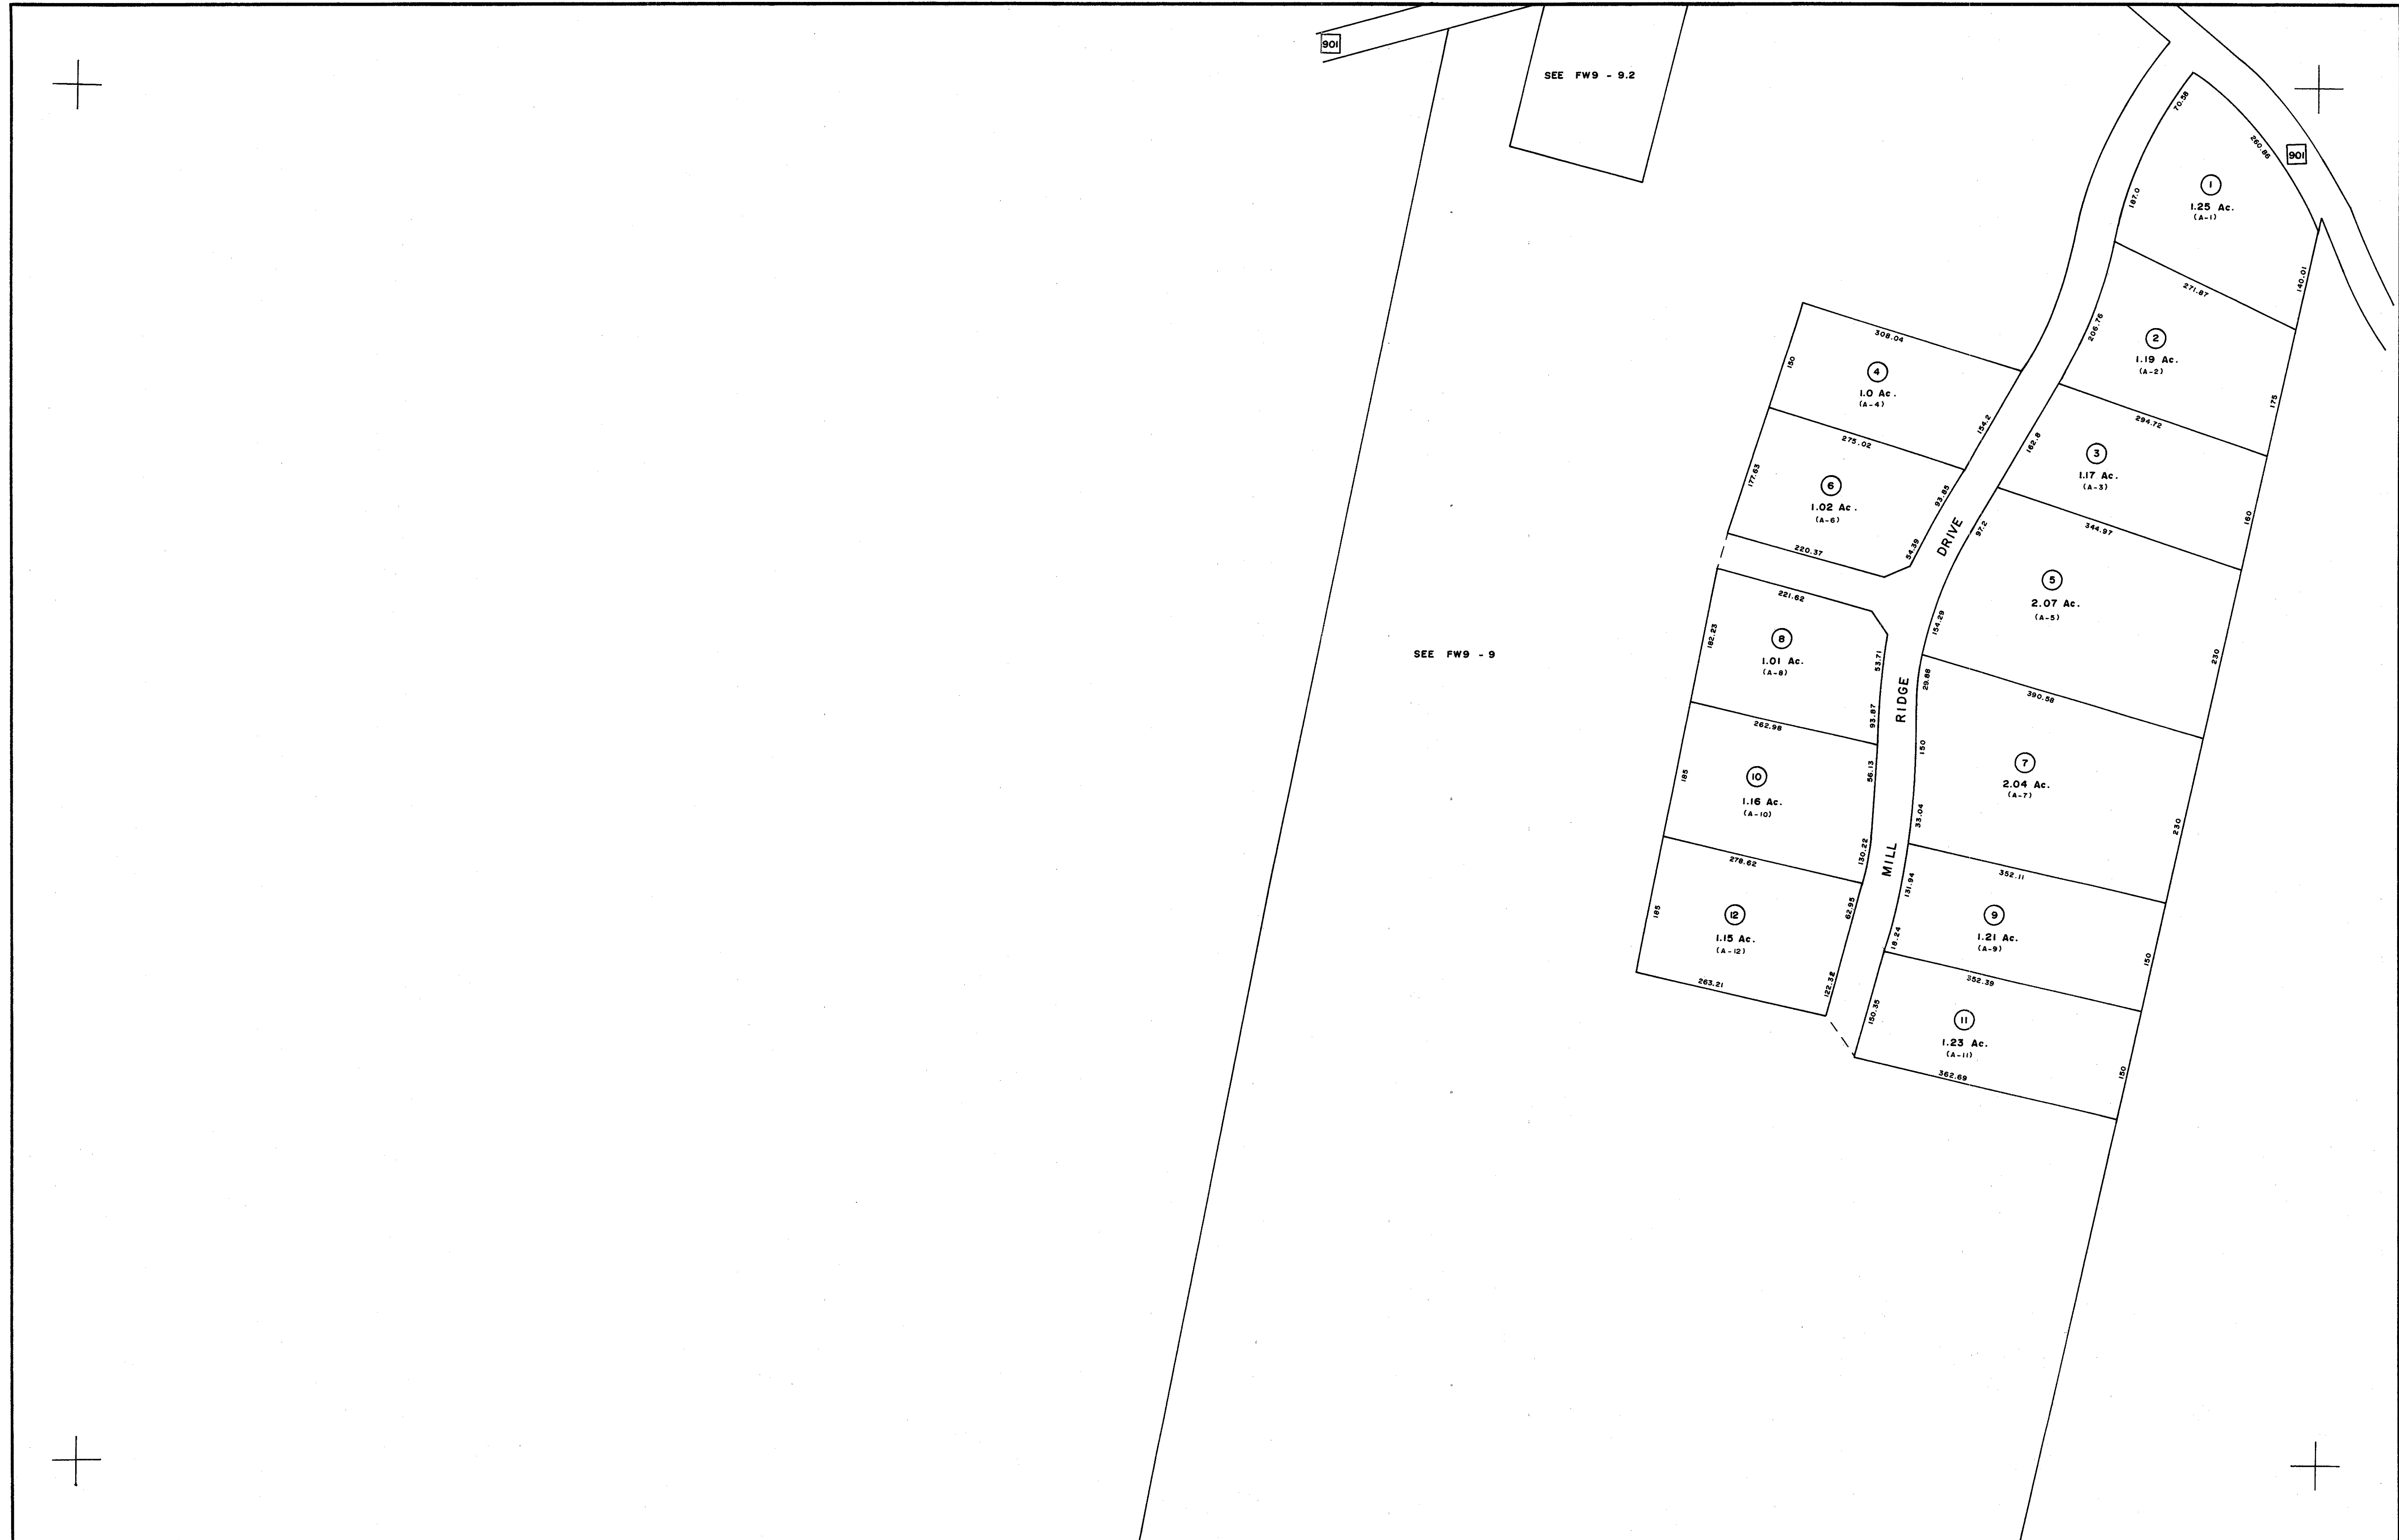 901
SEE FW9 - 9.2
70.58
260.86
901
1
1.25 Ac.
(A-1)
187.0
140.01
271.87
206.76
2
1.19 Ac.
(A-2)
175
308.04
150
4
1.0 Ac.
(A-4)
154.2
294.72
275.02
162.8
3
1.17 Ac.
(A-3)
160
177.63
6
1.02 Ac.
(A-6)
93.85
54.39
220.37
344.97
97.2
DRIVE
5
2.07 Ac.
(A-5)
154.29
230
221.62
182.23
8
1.01 Ac.
(A-8)
53.71
93.87
SEE FW9 - 9
29.88
390.58
RIDGE
262.98
150
7
2.04 Ac.
(A-7)
33.04
230
185
10
1.16 Ac.
(A-10)
56.13
130.22
278.62
MILL
352.11
131.94
9
1.21 Ac.
(A-9)
18.24
150
185
12
1.15 Ac.
(A-12)
62.95
122.32
263.21
352.39
150.35
11
1.23 Ac.
(A-11)
150
362.69